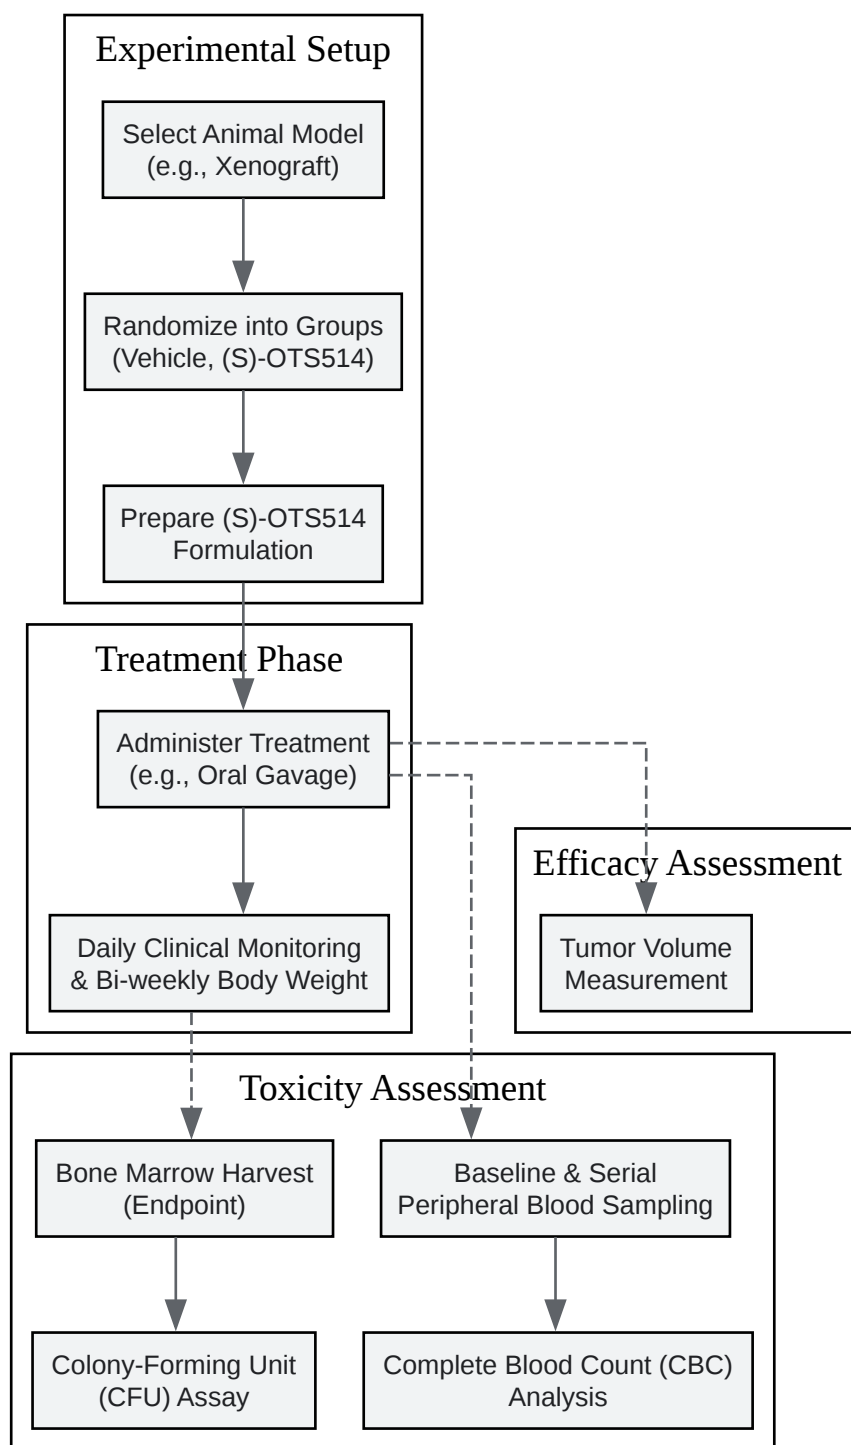 Experimental Setup
Select Animal Model
(e.g., Xenograft)
Randomize into Groups
(Vehicle, (S)-OTS514)
Prepare (S)-OTS514
Formulation
Treatment Phase
Administer Treatment
(e.g., Oral Gavage)
Daily Clinical Monitoring
& Bi-weekly Body Weight
Efficacy Assessment
Tumor Volume
Measurement
Toxicity Assessment
Bone Marrow Harvest
(Endpoint)
Baseline & Serial
Peripheral Blood Sampling
Colony-Forming Unit
(CFU) Assay
Complete Blood Count (CBC)
Analysis